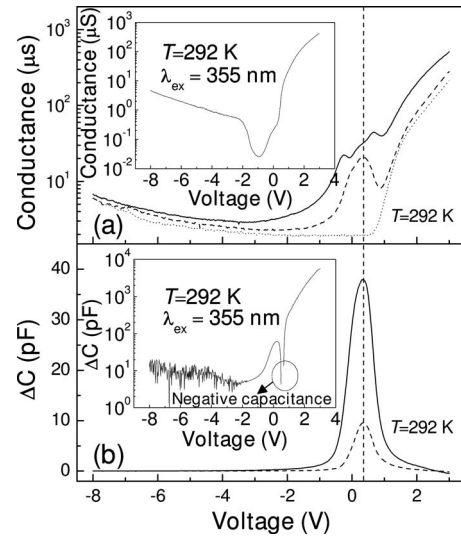 Conductance (μs)
10³
10²
10¹
(a)
T=292 K
Conductance (μS)
10³
10²
10¹
10⁰
10⁻¹
10⁻²
T=292 K
λex = 355 nm
-8 -6 -4 -2 0 2 4
Voltage (V)
ΔC (pF)
40
30
20
10
0
(b)
T=292 K
ΔC (pF)
10⁴
10³
10²
10¹
10⁰
T=292 K
λex = 355 nm
Negative capacitance
-8 -6 -4 -2 0 2 4
Voltage (V)
-8 -6 -4 -2 0 2
Voltage (V)